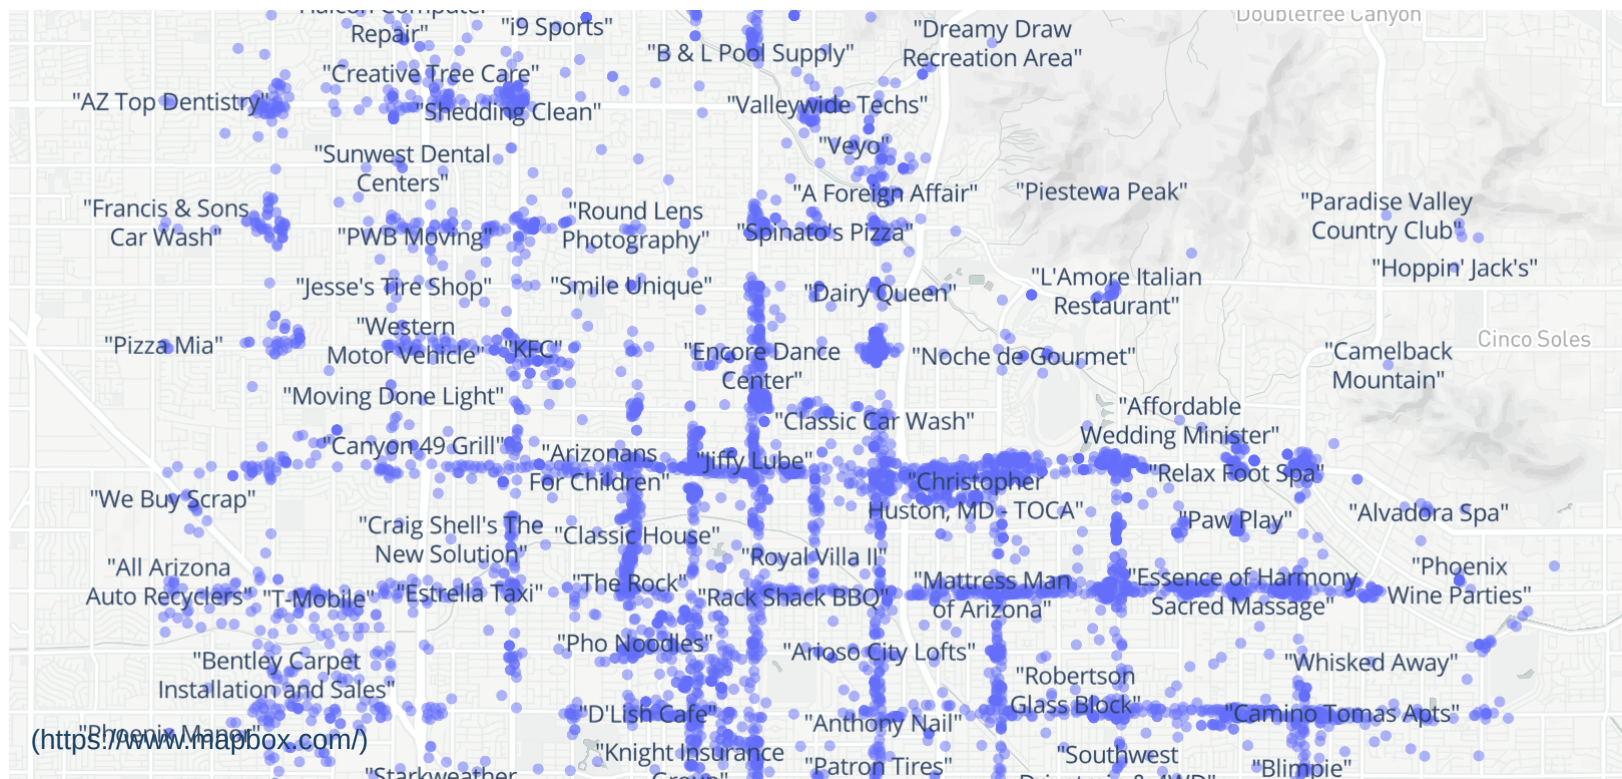 Repair"
"i9 Sports"
Doubletree Canyon
"Dreamy Draw
Recreation Area"
"B & L Pool Supply"
"Creative Tree Care"
"AZ Top Dentistry"
"Shedding Clean"
"Valleywide Techs"
"Veyo"
"Sunwest Dental
Centers"
"A Foreign Affair"
"Piestewa Peak"
"Francis & Sons
Car Wash"
"Round Lens
Photography"
"Paradise Valley
Country Club"
"PWB Moving"
"Spinato's Pizza"
"Hoppin' Jack's"
"Jesse's Tire Shop"
"Smile Unique"
"Dairy Queen"
"L'Amore Italian
Restaurant"
"Pizza Mia"
"Western
Motor Vehicle"
"KFC"
"Encore Dance
Center"
"Noche de Gourmet"
Cinco Soles
"Camelback
Mountain"
"Moving Done Light"
"Classic Car Wash"
"Affordable
Wedding Minister"
"Canyon 49 Grill"
"Arizonans
For Children"
"Jiffy Lube"
"Christopher
Huston, MD - TOCA"
"Relax Foot Spa"
"We Buy Scrap"
"Craig Shell's The
New Solution"
"Classic House"
"Paw Play"
"Alvadora Spa"
"Royal Villa II"
"All Arizona
Auto Recyclers"
"T-Mobile"
"Estrella Taxi"
"The Rock"
"Rack Shack BBQ"
"Mattress Man
of Arizona"
"Essence of Harmony
Sacred Massage"
"Phoenix
Wine Parties"
"Pho Noodles"
"Arioso City Lofts"
"Bentley Carpet
Installation and Sales"
"Robertson
Glass Block"
"Whisked Away"
"D'Lish Cafe"
"Anthony Nail"
"Camino Tomas Apts"
"Phoenix Manor"
(https://www.mapbox.com/)
"Knight Insurance
Group"
"Patron Tires"
"Southwest
"Blimpie"
"Starkweather